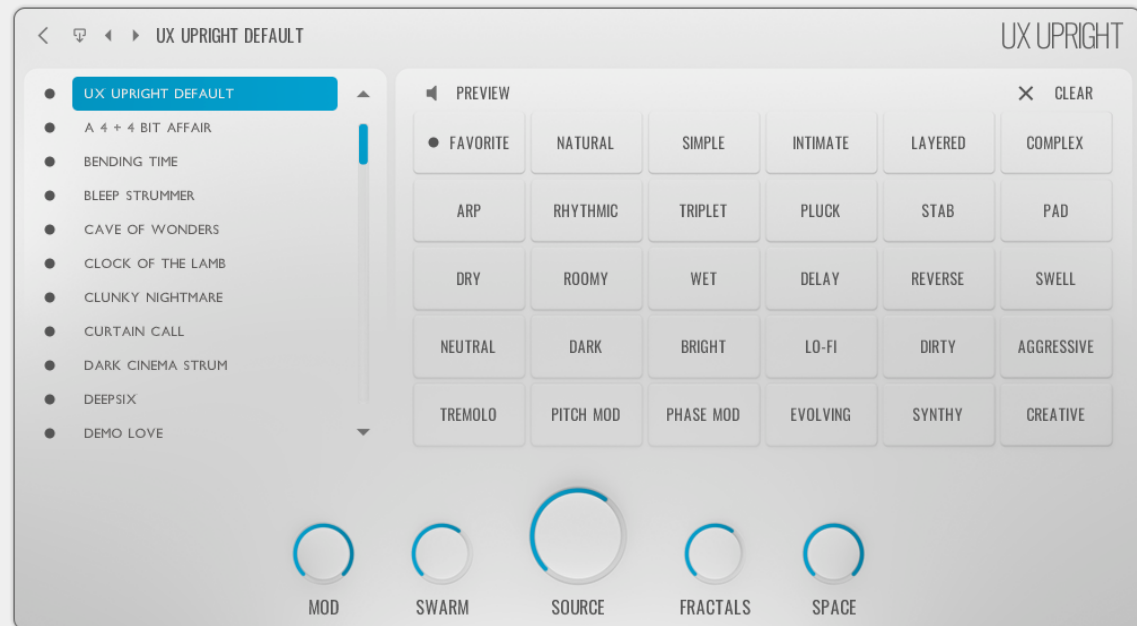 UX UPRIGHT DEFAULT
UX UPRIGHT
UX UPRIGHT DEFAULT
A 4 + 4 BIT AFFAIR
BENDING TIME
BLEEP STRUMMER
CAVE OF WONDERS
CLOCK OF THE LAMB
CLUNKY NIGHTMARE
CURTAIN CALL
DARK CINEMA STRUM
DEEPSIX
DEMO LOVE
PREVIEW CLEAR
FAVORITE NATURAL SIMPLE INTIMATE LAYERED COMPLEX
ARP RHYTHMIC TRIPLET PLUCK STAB PAD
DRY ROOMY WET DELAY REVERSE SWELL
NEUTRAL DARK BRIGHT LO-FI DIRTY AGGRESSIVE
TREMOLO PITCH MOD PHASE MOD EVOLVING SYNTHY CREATIVE
MOD SWARM SOURCE FRACTALS SPACE